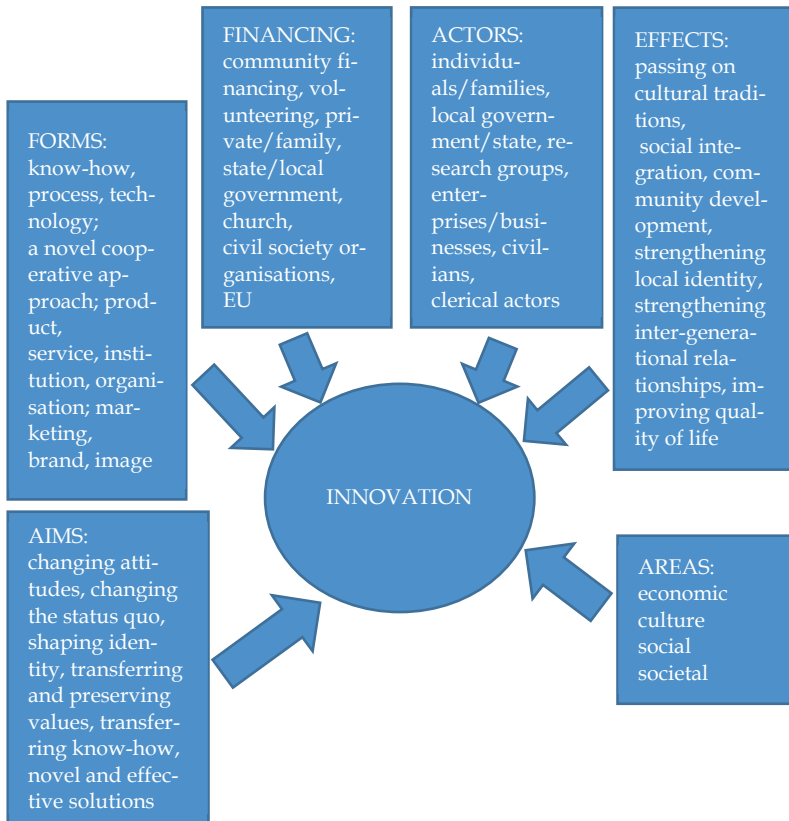 FINANCING:
community fi-
nancing, vol-
unteering, pri-
vate/family,
state/local
government,
church,
civil society or-
ganisations,
EU
ACTORS:
individu-
als/families,
local govern-
ment/state, re-
search groups,
enter-
prises/busi-
nesses, civil-
ians,
clerical actors
EFFECTS:
passing on
cultural tradi-
tions,
social inte-
gration, com-
munity devel-
opment,
strengthening
local identity,
strengthening
inter-genera-
tional rela-
tionships, im-
proving qual-
ity of life
FORMS:
know-how,
process, tech-
nology;
a novel coop-
erative ap-
proach; prod-
uct,
service, insti-
tution, organi-
sation; mar-
keting,
brand, image
INNOVATION
AIMS:
changing atti-
tudes, changing
the status quo,
shaping iden-
tity, transferring
and preserving
values, transfer-
ring know-how,
novel and effec-
tive solutions
AREAS:
economic
culture
social
societal